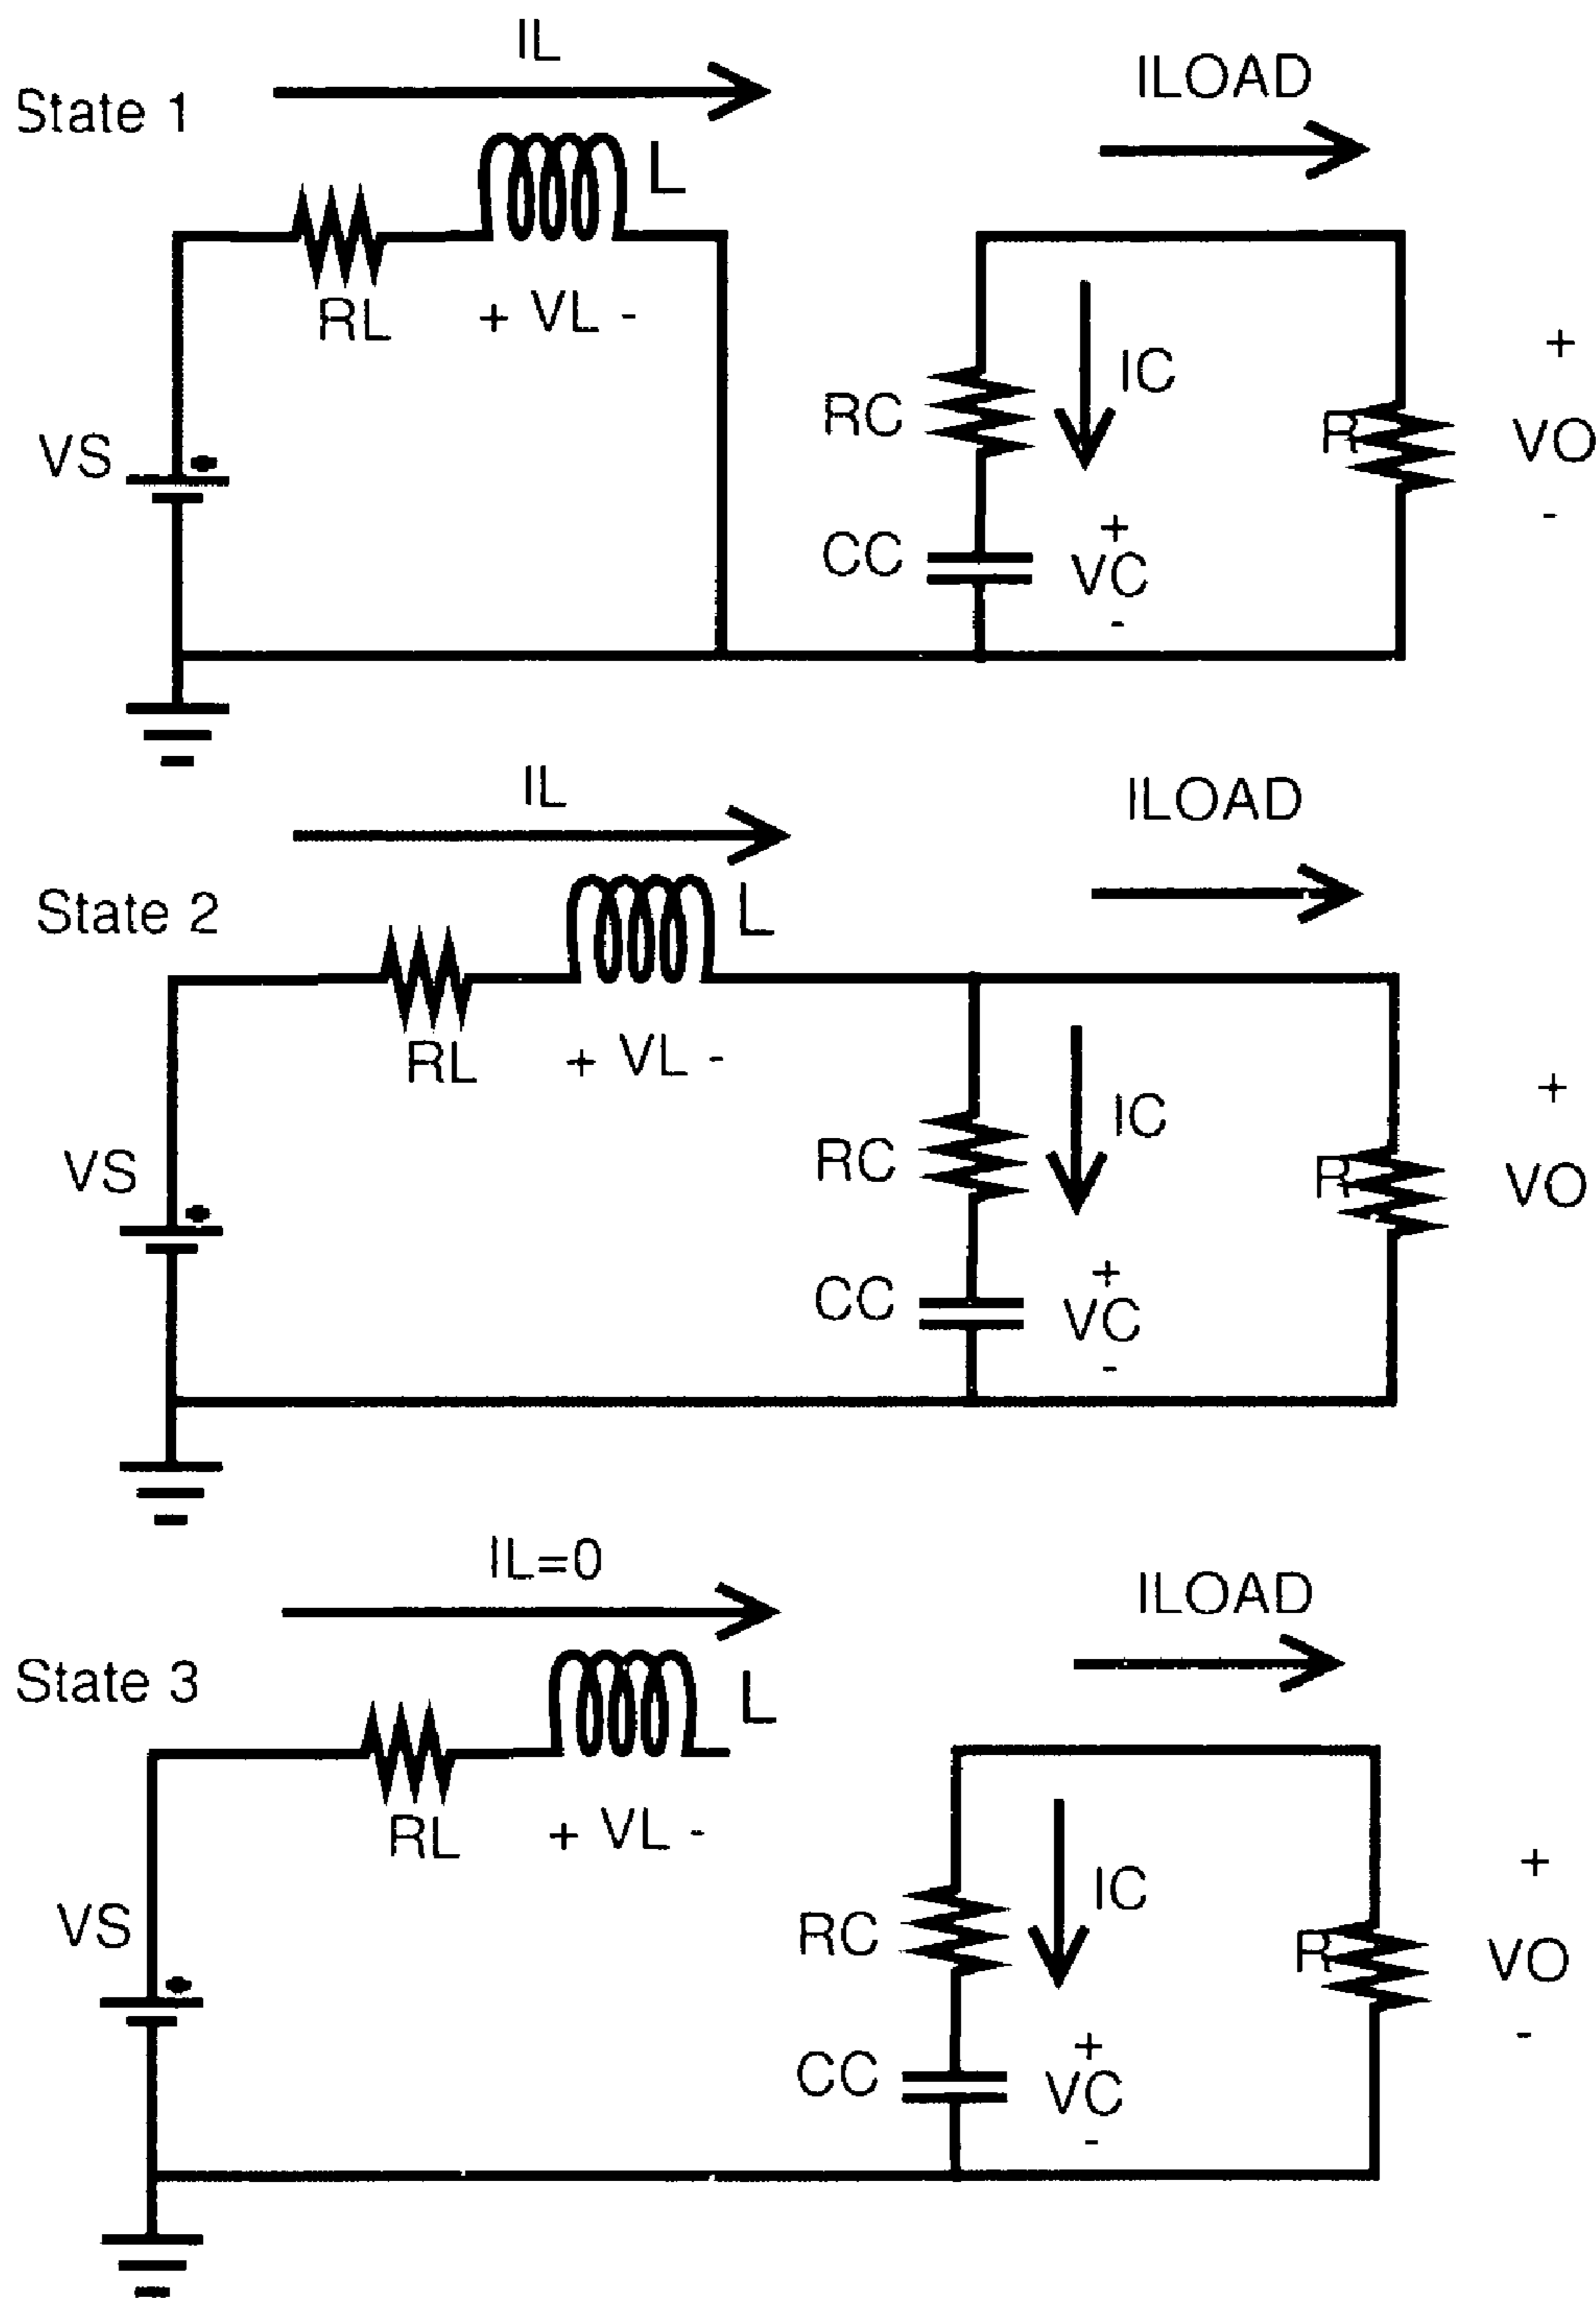 IL
ILOAD
State 1
L
RL
+ VL -
+
IC
RC
R
VO
VS
-
+
CC
VC
-
IL
ILOAD
State 2
L
RL
+ VL -
+
IC
RC
R
VO
VS
+
CC
VC
-
IL=0
ILOAD
State 3
L
RL
+ VL -
+
IC
RC
R
VO
VS
-
+
CC
VC
-